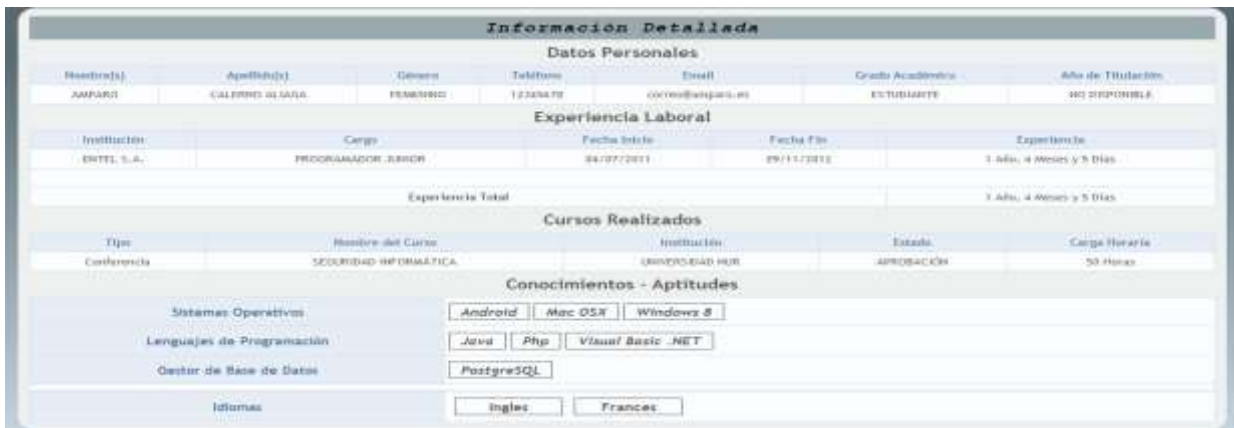 Información Detallada
Datos Personales
Nombre(s) Apellido(s) Género Teléfono Email Grado Académico Año de Titulación
AMPARO FEMENINO 12345678 correo@amparo.es ESTUDIANTE NO DISPONIBLE
Experiencia Laboral
Institución Cargo Fecha Inicio Fecha Fin Experiencia
ENTEL S.A. PROGRAMADOR JUNIOR 04/07/2011 09/11/2012 1 Año, 4 Meses y 5 Días
Experiencia Total 1 Año, 4 Meses y 5 Días
Cursos Realizados
Tipo Nombre del Curso Institución Estado Carga Horaria
Conferencia SEGURIDAD INFORMÁTICA UNIVERSIDAD APROBACIÓN 50 Horas
Conocimientos - Aptitudes
Sistemas Operativos Android Mac OSX Windows 8
Lenguajes de Programación Java Php Visual Basic .NET
Gestor de Base de Datos PostgreSQL
Idiomas Ingles Frances